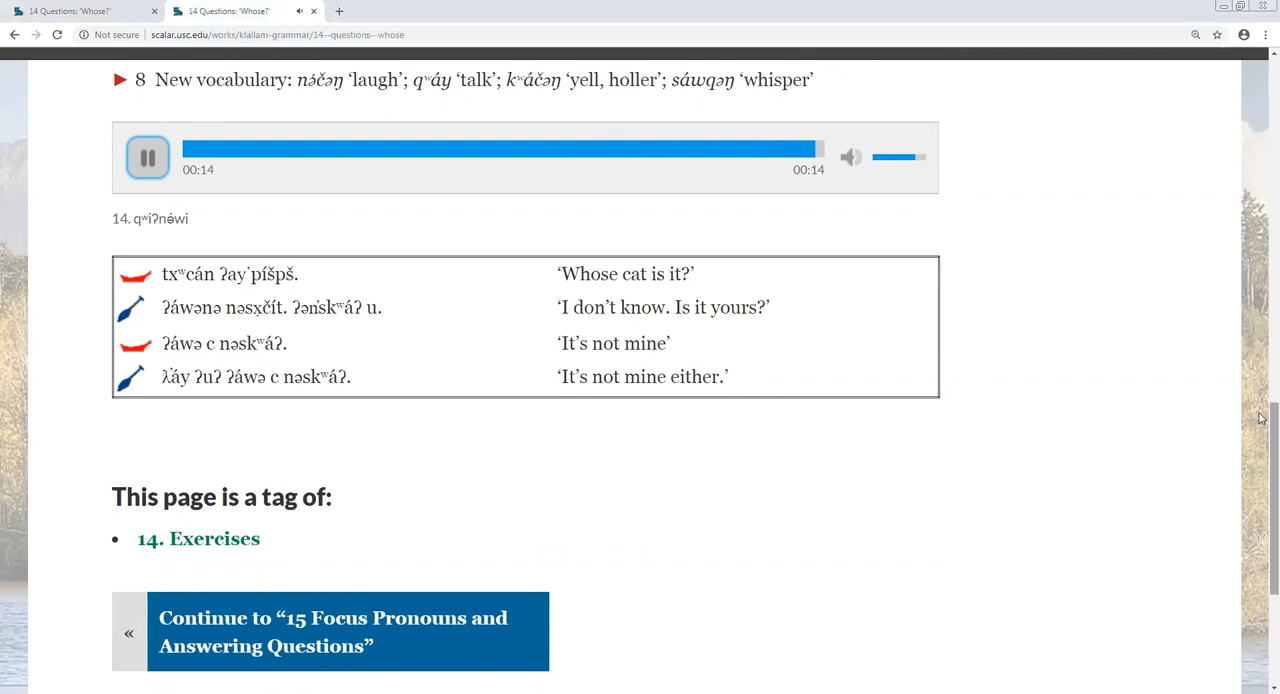 14 Questions: 'Whose?'
14 Questions: 'Whose?'
Not secure | scalar.usc.edu/works/klallam-grammar/14--questions--whose
► 8 New vocabulary: nə́čəŋ ‘laugh’; qʷáy ‘talk’; kʷáčəŋ ‘yell, holler’; sáwqəŋ ‘whisper’
00:14 00:14
14. qʷiʔnə́wi
txʷcán ʔay̓ píšpš. ‘Whose cat is it?’
ʔáwənə nəsx̣čít. ʔən̓skʷáʔ u. ‘I don’t know. Is it yours?’
ʔáwə c nəskʷáʔ. ‘It’s not mine’
ƛ̓áy ʔuʔ ʔáwə c nəskʷáʔ. ‘It’s not mine either.’
This page is a tag of:
• 14. Exercises
« Continue to “15 Focus Pronouns and
Answering Questions”